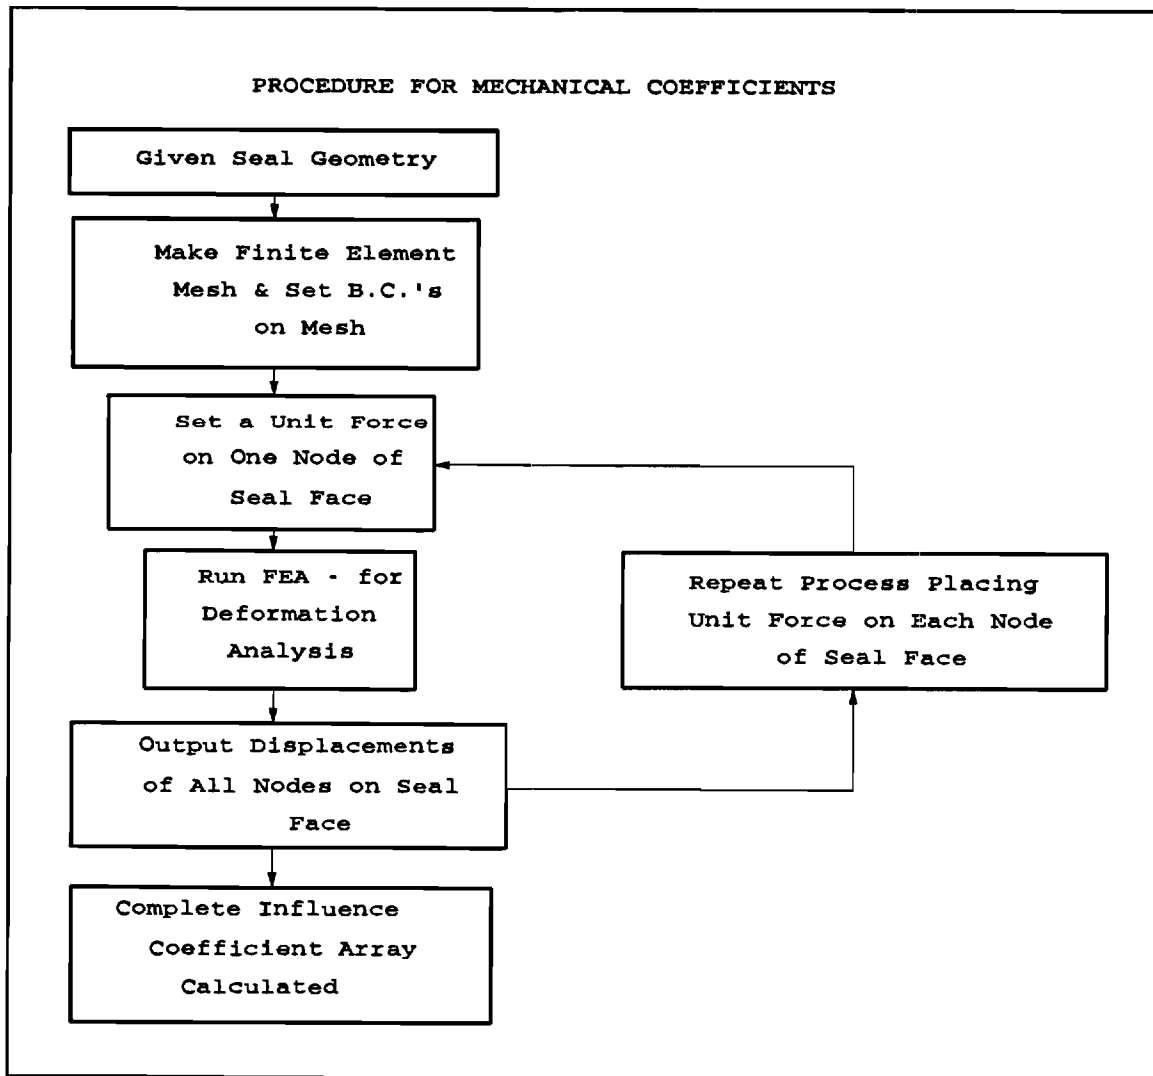 PROCEDURE FOR MECHANICAL COEFFICIENTS
Given Seal Geometry
Make Finite Element
Mesh & Set B.C.'s
on Mesh
Set a Unit Force
on One Node of
Seal Face
Run FEA - for
Deformation
Analysis
Repeat Process Placing
Unit Force on Each Node
of Seal Face
Output Displacements
of All Nodes on Seal
Face
Complete Influence
Coefficient Array
Calculated